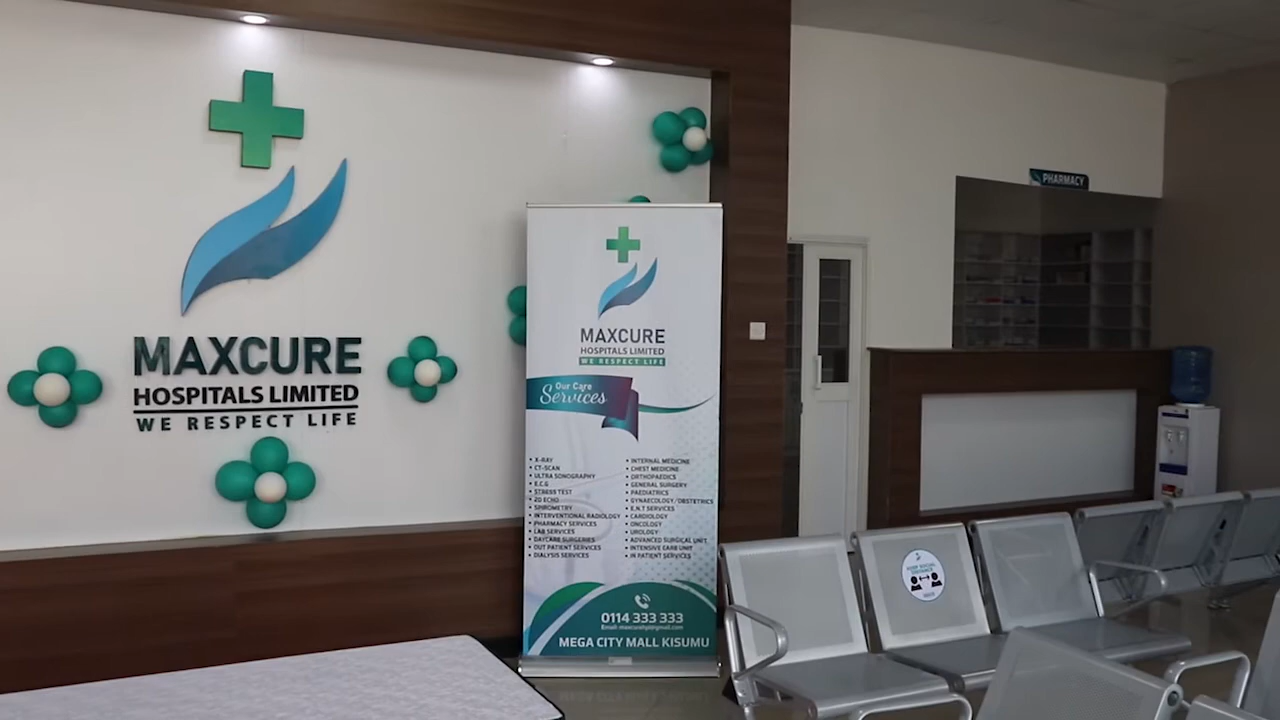 MAXCURE
HOSPITALS LIMITED
WE RESPECT LIFE
MAXCURE
HOSPITALS LIMITED
WE RESPECT LIFE
Our Care
Services
• X-RAY
• CT-SCAN
• ULTRA SONOGRAPHY
• E.C.G
• STRESS TEST
• 2D ECHO
• SPIROMETRY
• INTERVENTIONAL RADIOLOGY
• PHARMACY SERVICES
• LAB SERVICES
• DAYCARE SURGERIES
• OUT PATIENT SERVICES
• DIALYSIS SERVICES
• INTERNAL MEDICINE
• CHEST MEDICINE
• ORTHOPAEDICS
• GENERAL SURGERY
• PAEDIATRICS
• GYNAECOLOGY/OBSTETRICS
• E.N.T SERVICES
• CARDIOLOGY
• ONCOLOGY
• UROLOGY
• ADVANCED SURGICAL UNIT
• INTENSIVE CARE UNIT
• IN PATIENT SERVICES
0114 333 333
MEGA CITY MALL KISUMU
PHARMACY
KEEP SOCIAL
DISTANCE